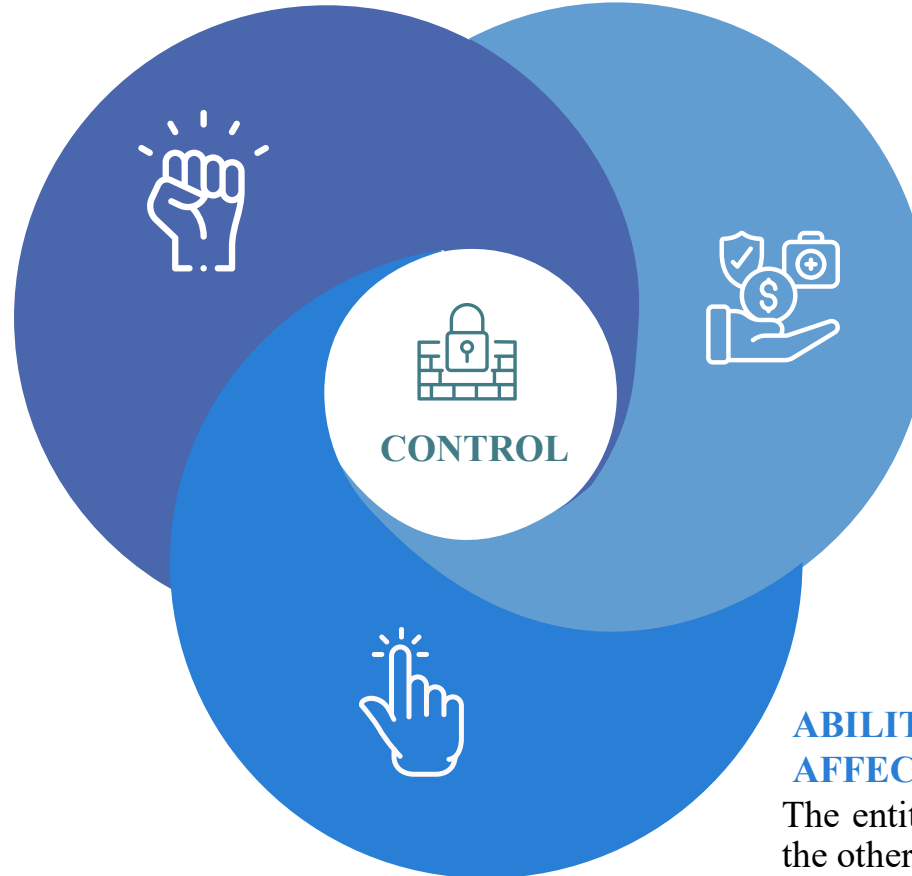 CONTROL
ABILIT
AFFEC
The entit
the other